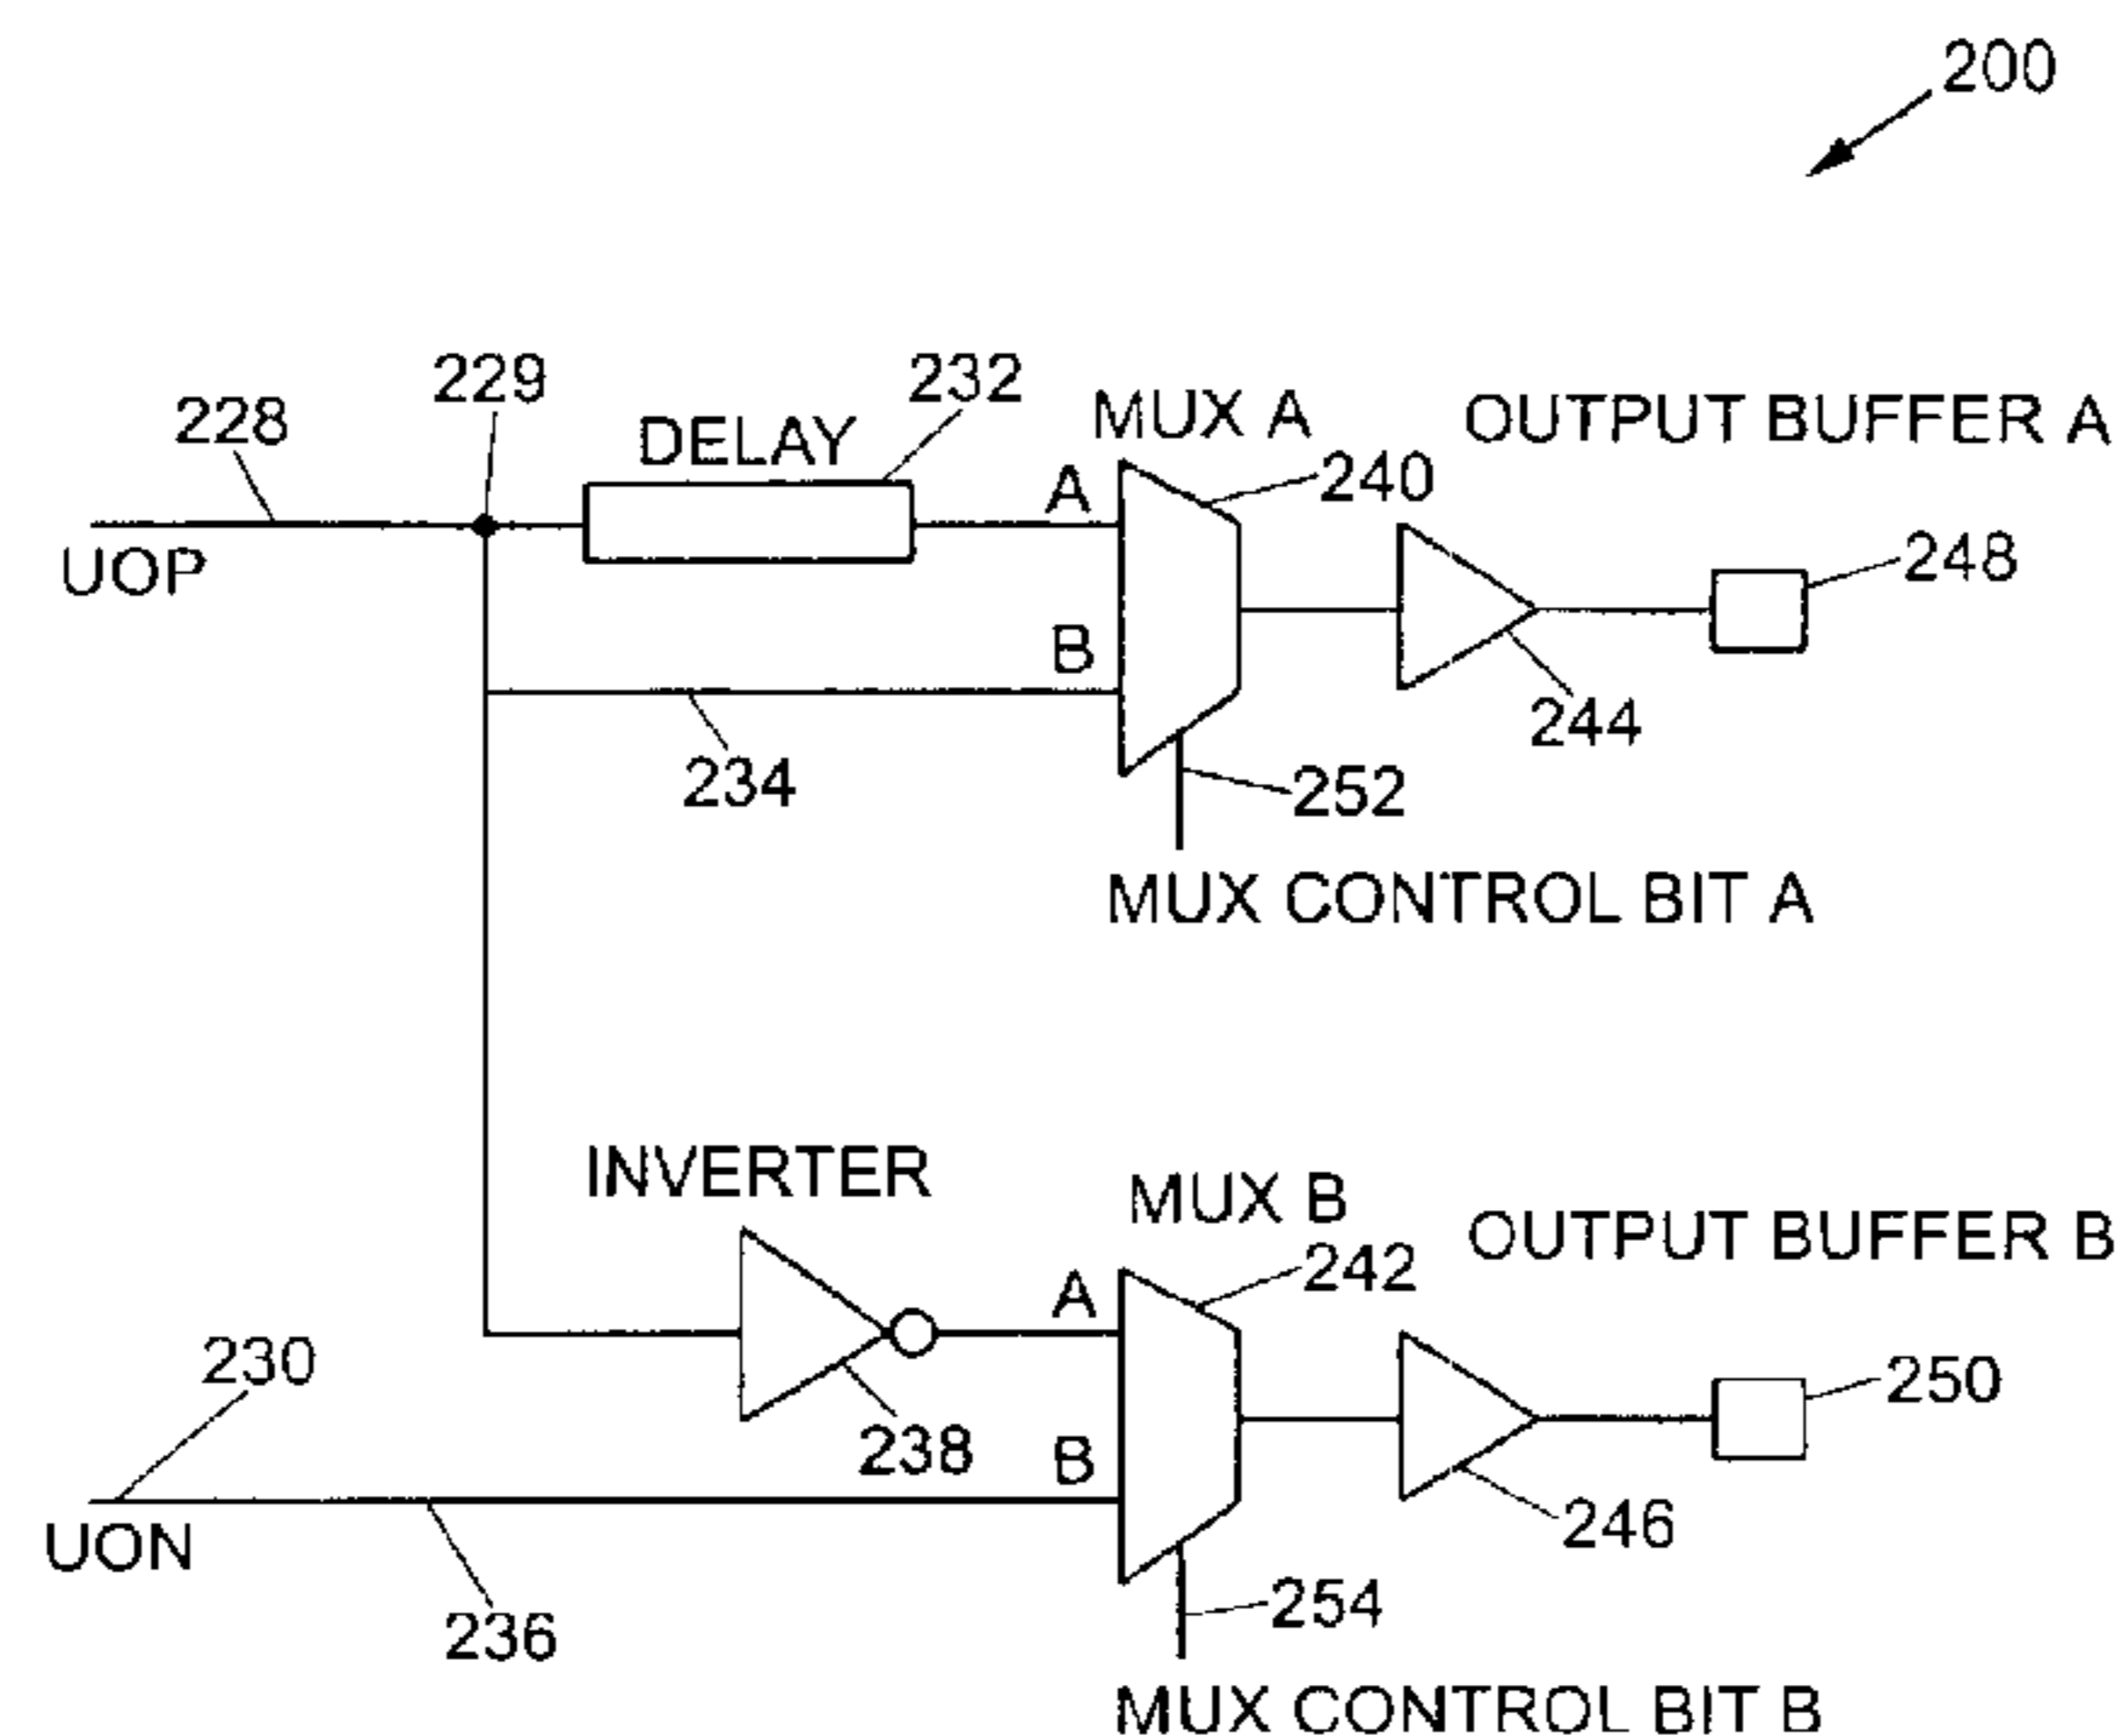 200
228
229
232
DELAY
MUX A
OUTPUT BUFFER A
A
240
248
UOP
B
244
234
252
MUX CONTROL BIT A
INVERTER
MUX B
OUTPUT BUFFER B
A
242
230
250
238
B
246
UON
236
254
MUX CONTROL BIT B